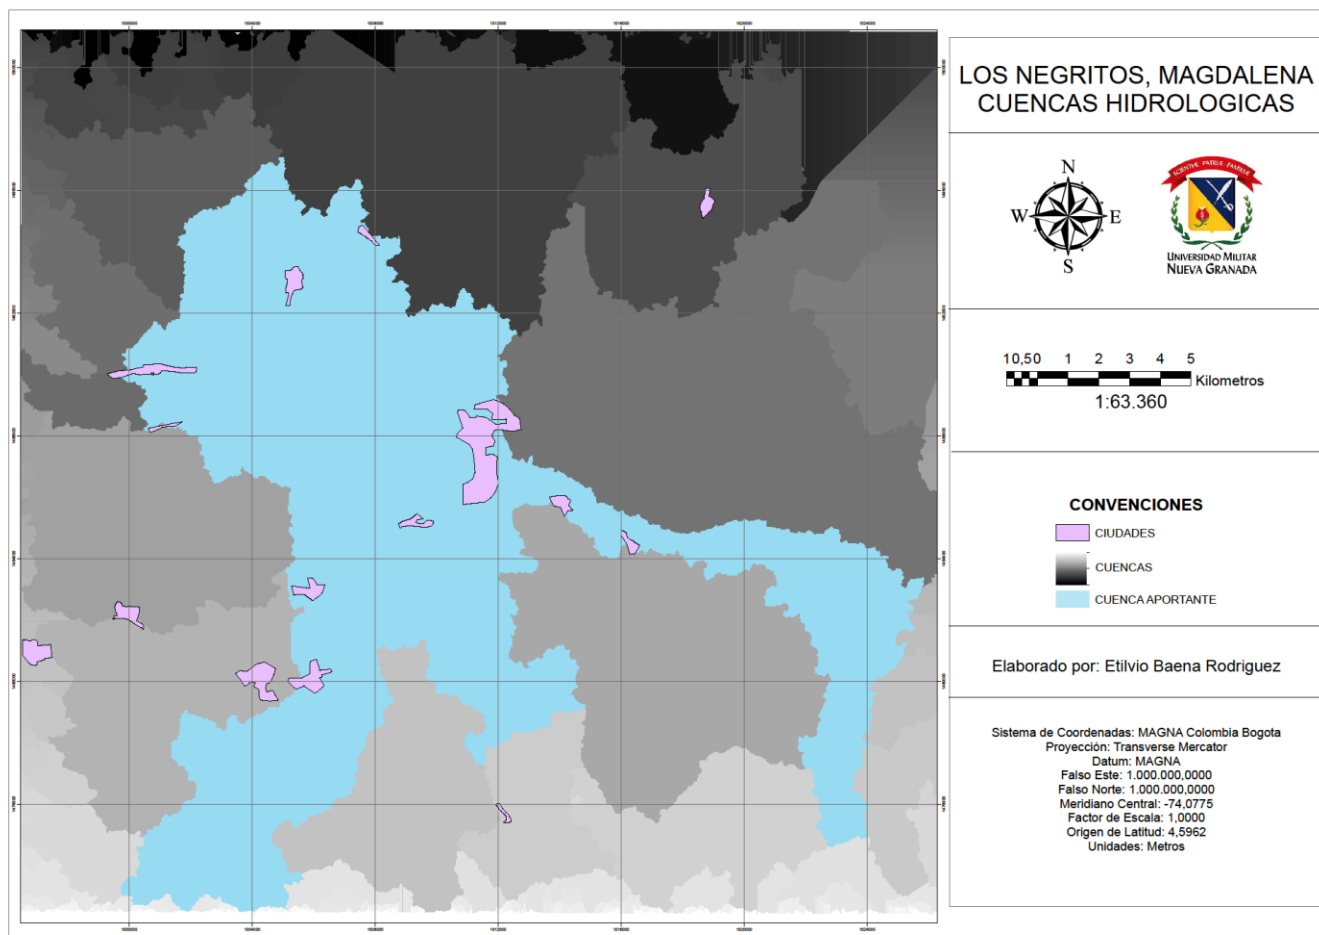 LOS NEGRITOS, MAGDALENA
CUENCAS HIDROLOGICAS
N
W E
S
SCIENTIÆ PATRIÆ FAMILIÆ
UNIVERSIDAD MILITAR
NUEVA GRANADA
10,50 1 2 3 4 5
Kilometros
1:63.360
CONVENCIONES
CIUDADES
CUENCAS
CUENCA APORTANTE
Elaborado por: Etilvio Baena Rodriguez
Sistema de Coordenadas: MAGNA Colombia Bogota
Proyección: Transverse Mercator
Datum: MAGNA
Falso Este: 1.000.000,0000
Falso Norte: 1.000.000,0000
Meridiano Central: -74,0775
Factor de Escala: 1,0000
Origen de Latitud: 4,5962
Unidades: Metros